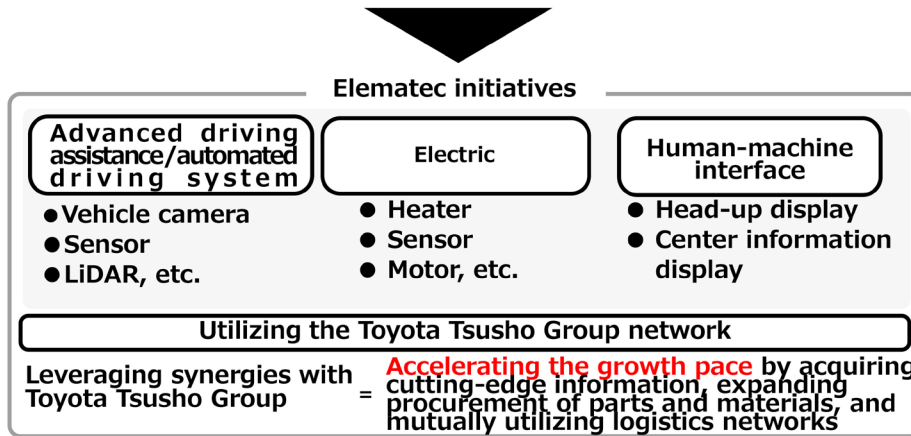 Elematec initiatives
Advanced driving
assistance/automated
driving system
●Vehicle camera
●Sensor
●LiDAR, etc.
Electric
● Heater
● Sensor
● Motor, etc.
Human-machine
interface
● Head-up display
● Center information
display
Utilizing the Toyota Tsusho Group network
Leveraging synergies with
Toyota Tsusho Group
=
Accelerating the growth pace by acquiring
cutting-edge information, expanding
procurement of parts and materials, and
mutually utilizing logistics networks